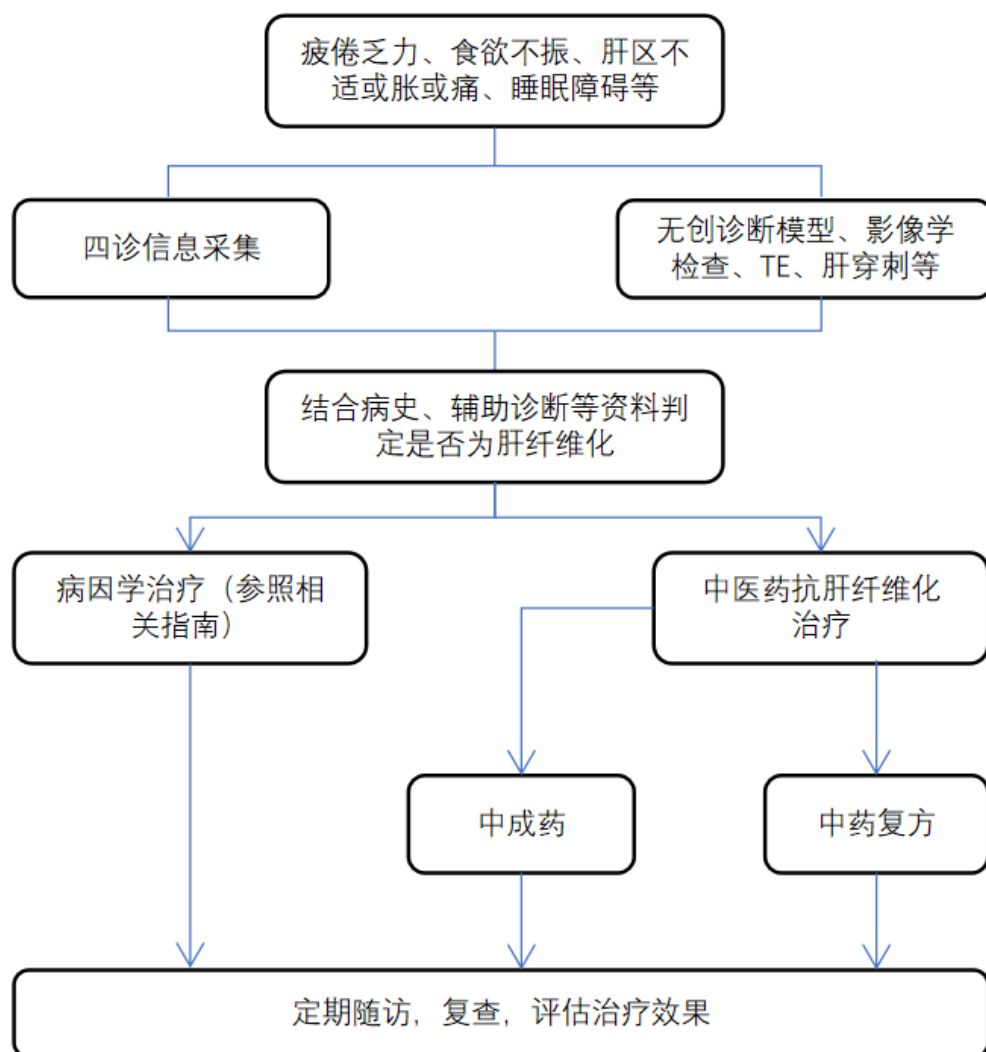 疲倦乏力、食欲不振、肝区不
适或胀或痛、睡眠障碍等
四诊信息采集
无创诊断模型、影像学
检查、TE、肝穿刺等
结合病史、辅助诊断等资料判
定是否为肝纤维化
病因学治疗（参照相
关指南）
中医药抗肝纤维化
治疗
中成药
中药复方
定期随访，复查，评估治疗效果